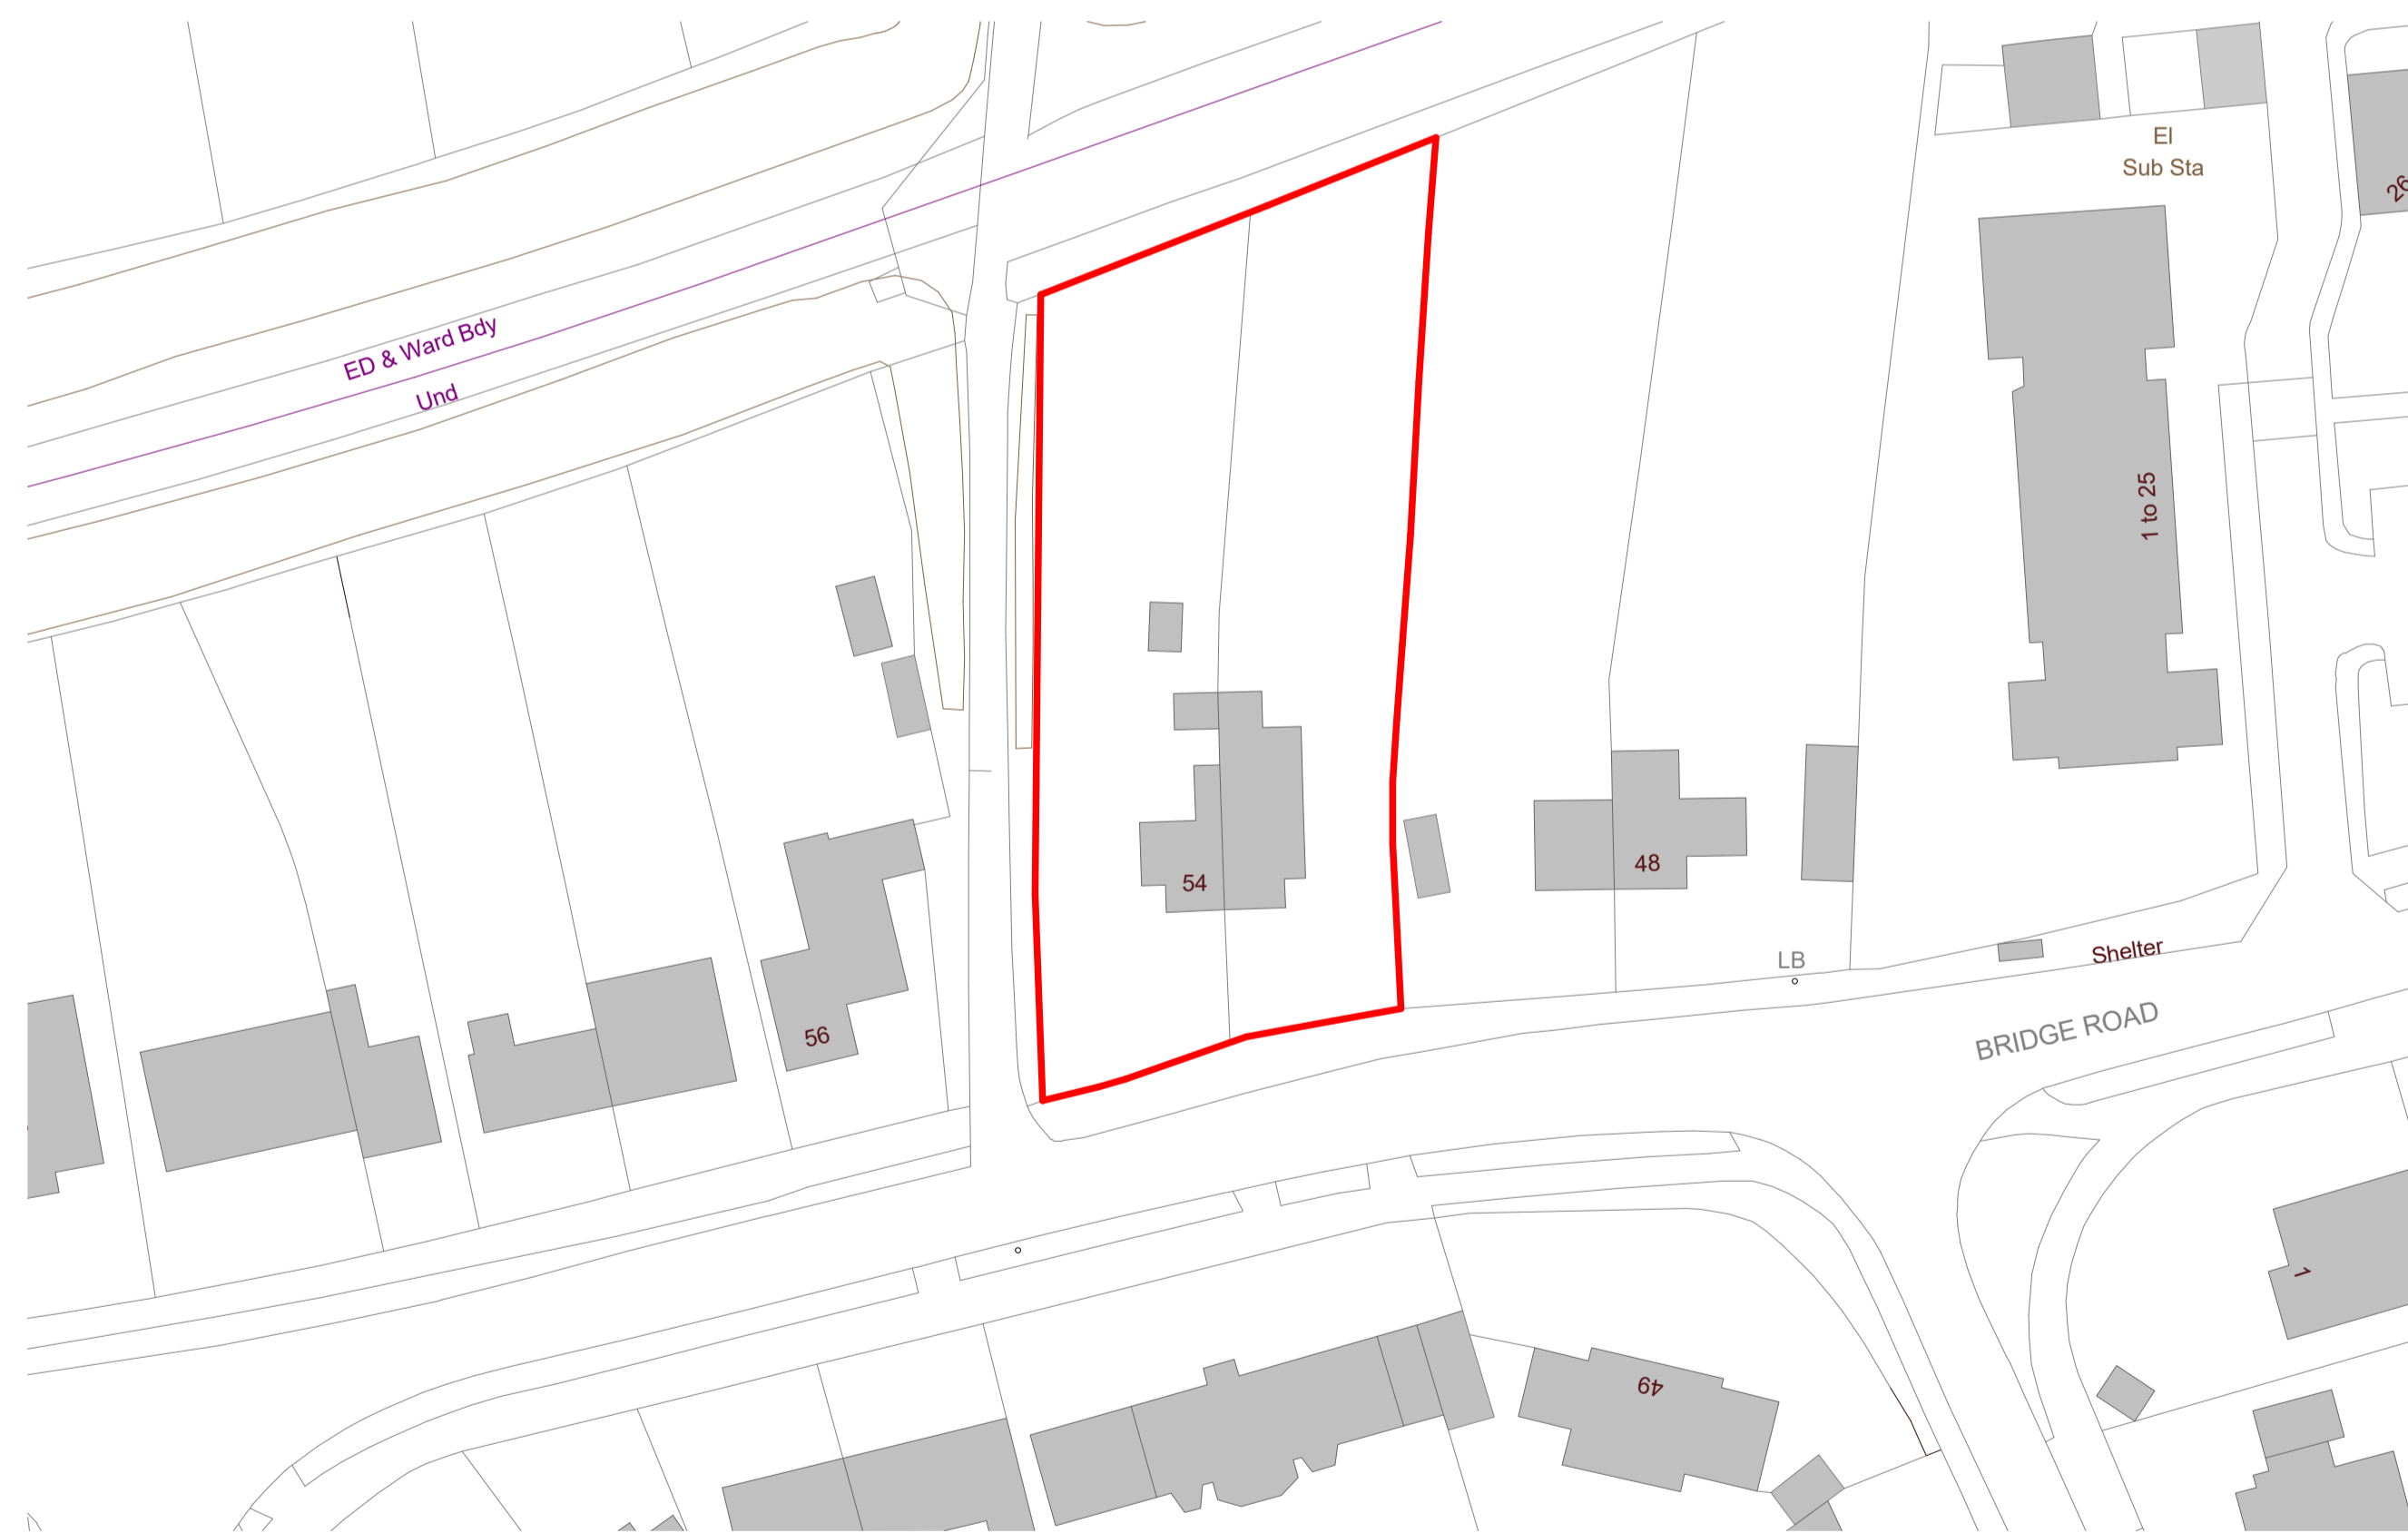 El
Sub Sta
26
ED & Ward Bdy
Und
1 to 25
54
48
LB
Shelter
56
BRIDGE ROAD
1
49